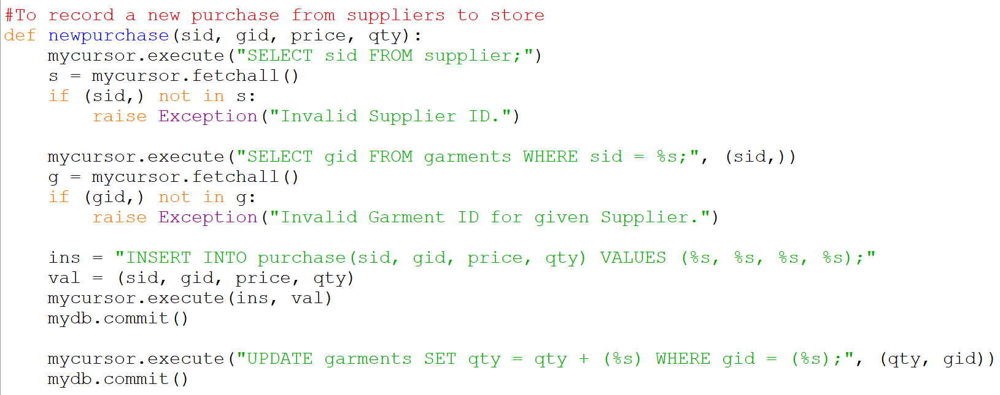 #To record a new purchase from suppliers to store
def newpurchase(sid, gid, price, qty):
    mycursor.execute("SELECT sid FROM supplier;")
    s = mycursor.fetchall()
    if (sid,) not in s:
        raise Exception("Invalid Supplier ID.")

    mycursor.execute("SELECT gid FROM garments WHERE sid = %s;", (sid,))
    g = mycursor.fetchall()
    if (gid,) not in g:
        raise Exception("Invalid Garment ID for given Supplier.")

    ins = "INSERT INTO purchase(sid, gid, price, qty) VALUES (%s, %s, %s, %s);"
    val = (sid, gid, price, qty)
    mycursor.execute(ins, val)
    mydb.commit()

    mycursor.execute("UPDATE garments SET qty = qty + (%s) WHERE gid = (%s);", (qty, gid))
    mydb.commit()